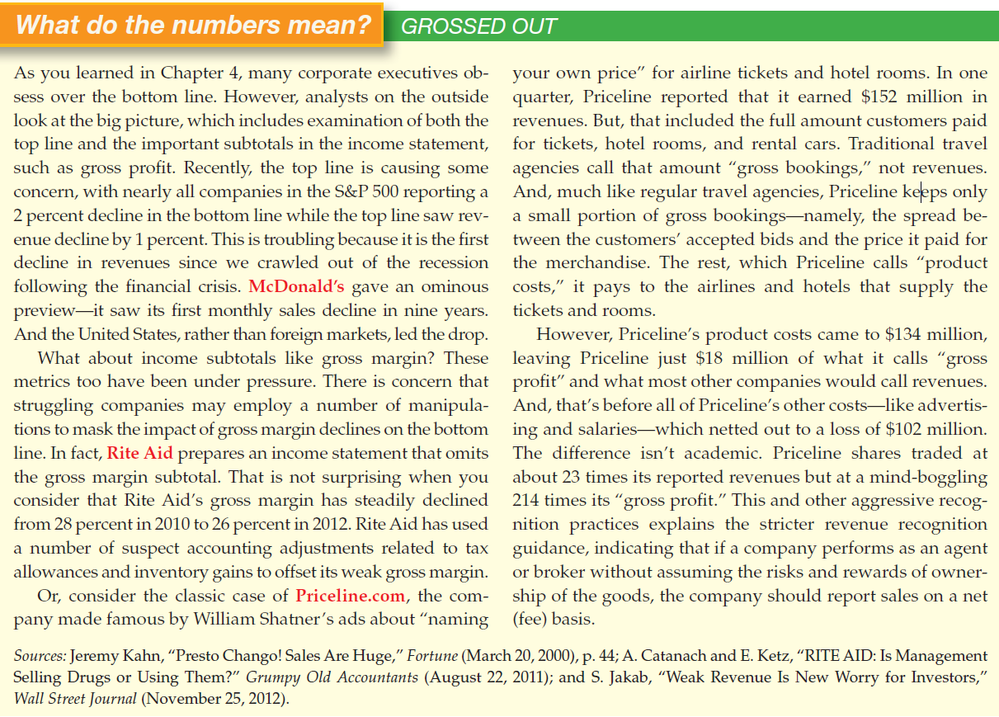 What do the numbers mean? GROSSED OUT
As you learned in Chapter 4, many corporate executives ob-
sess over the bottom line. However, analysts on the outside
look at the big picture, which includes examination of both the
top line and the important subtotals in the income statement,
such as gross profit. Recently, the top line is causing some
concern, with nearly all companies in the S&P 500 reporting a
2 percent decline in the bottom line while the top line saw rev-
enue decline by 1 percent. This is troubling because it is the first
decline in revenues since we crawled out of the recession
following the financial crisis. McDonald's gave an ominous
preview—it saw its first monthly sales decline in nine years.
And the United States, rather than foreign markets, led the drop.
What about income subtotals like gross margin? These
metrics too have been under pressure. There is concern that
struggling companies may employ a number of manipula-
tions to mask the impact of gross margin declines on the bottom
line. In fact, Rite Aid prepares an income statement that omits
the gross margin subtotal. That is not surprising when you
consider that Rite Aid's gross margin has steadily declined
from 28 percent in 2010 to 26 percent in 2012. Rite Aid has used
a number of suspect accounting adjustments related to tax
allowances and inventory gains to offset its weak gross margin.
Or, consider the classic case of Priceline.com, the com-
pany made famous by William Shatner's ads about “naming
your own price” for airline tickets and hotel rooms. In one
quarter, Priceline reported that it earned $152 million in
revenues. But, that included the full amount customers paid
for tickets, hotel rooms, and rental cars. Traditional travel
agencies call that amount “gross bookings,” not revenues.
And, much like regular travel agencies, Priceline keeps only
a small portion of gross bookings—namely, the spread be-
tween the customers' accepted bids and the price it paid for
the merchandise. The rest, which Priceline calls “product
costs,” it pays to the airlines and hotels that supply the
tickets and rooms.
However, Priceline's product costs came to $134 million,
leaving Priceline just $18 million of what it calls “gross
profit” and what most other companies would call revenues.
And, that's before all of Priceline's other costs—like advertis-
ing and salaries—which netted out to a loss of $102 million.
The difference isn't academic. Priceline shares traded at
about 23 times its reported revenues but at a mind-boggling
214 times its “gross profit.” This and other aggressive recog-
nition practices explains the stricter revenue recognition
guidance, indicating that if a company performs as an agent
or broker without assuming the risks and rewards of owner-
ship of the goods, the company should report sales on a net
(fee) basis.
Sources: Jeremy Kahn, “Presto Chango! Sales Are Huge,” Fortune (March 20, 2000), p. 44; A. Catanach and E. Ketz, “RITE AID: Is Management
Selling Drugs or Using Them?” Grumpy Old Accountants (August 22, 2011); and S. Jakab, “Weak Revenue Is New Worry for Investors,”
Wall Street Journal (November 25, 2012).